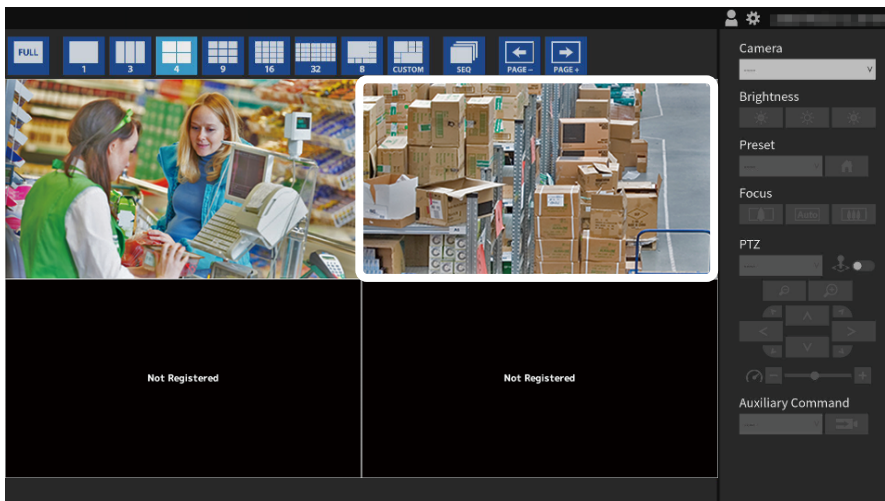 FULL
1
3
4
9
16
32
8
CUSTOM
SEQ
PAGE −
PAGE +
Camera
----
Brightness
Preset
----
Focus
Auto
PTZ
----
Auxiliary Command
----
Not Registered
Not Registered